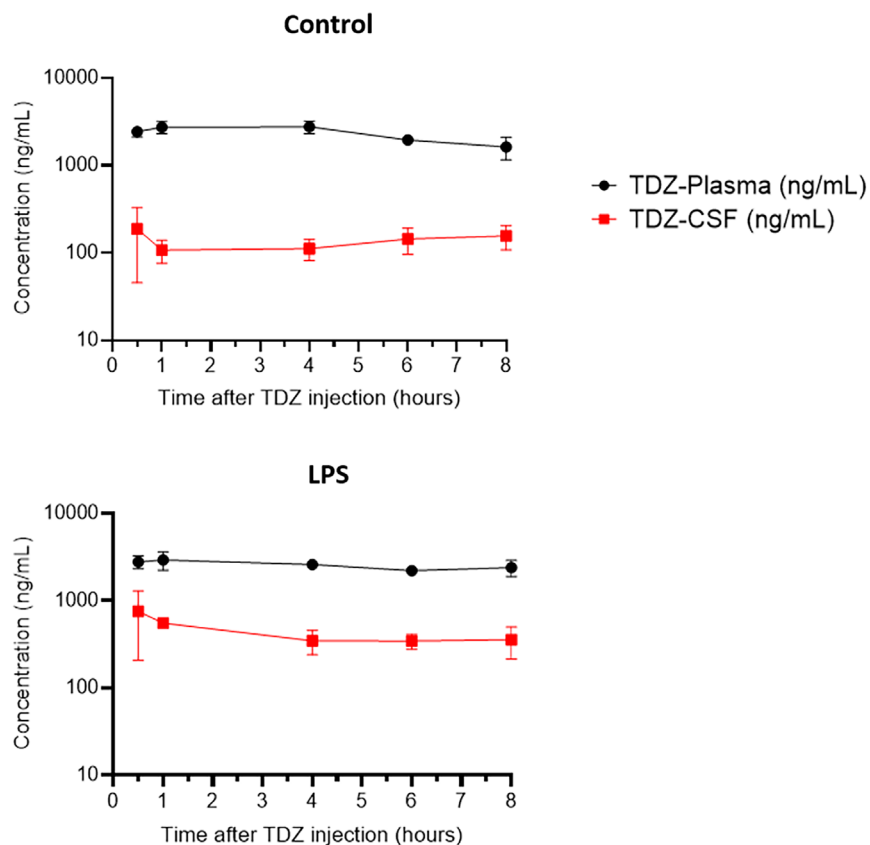 Control
10000
1000
100
10
Concentration (ng/mL)
0 1 2 3 4 5 6 7 8
Time after TDZ injection (hours)
TDZ-Plasma (ng/mL)
TDZ-CSF (ng/mL)
LPS
10000
1000
100
10
Concentration (ng/mL)
0 1 2 3 4 5 6 7 8
Time after TDZ injection (hours)